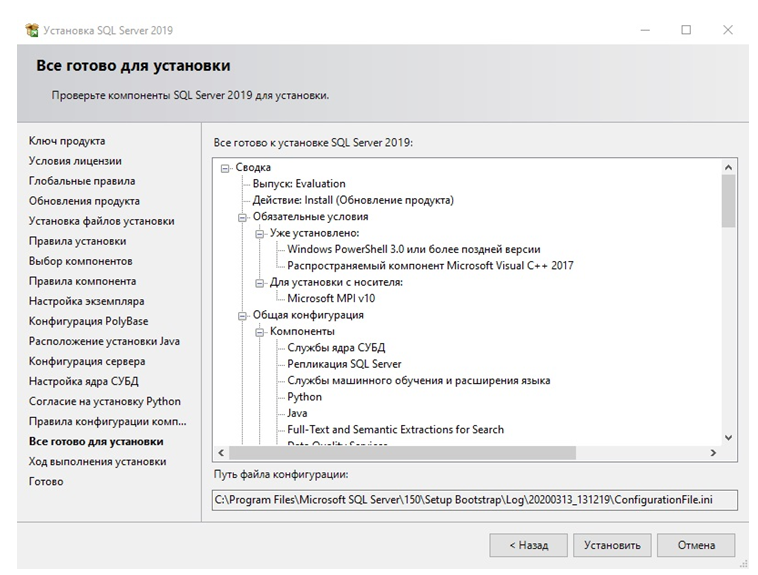 Установка SQL Server 2019
Все готово для установки
Проверьте компоненты SQL Server 2019 для установки.
Ключ продукта
Условия лицензии
Глобальные правила
Обновления продукта
Установка файлов установки
Правила установки
Выбор компонентов
Правила компонента
Настройка экземпляра
Конфигурация PolyBase
Расположение установки Java
Конфигурация сервера
Настройка ядра СУБД
Согласие на установку Python
Правила конфигурации комп...
Все готово для установки
Ход выполнения установки
Готово
Все готово к установке SQL Server 2019:
Сводка
Выпуск: Evaluation
Действие: Install (Обновление продукта)
Обязательные условия
Уже установлено:
Windows PowerShell 3.0 или более поздней версии
Распространяемый компонент Microsoft Visual C++ 2017
Для установки с носителя:
Microsoft MPI v10
Общая конфигурация
Компоненты
Службы ядра СУБД
Репликация SQL Server
Службы машинного обучения и расширения языка
Python
Java
Full-Text and Semantic Extractions for Search
Data Quality Services
Путь файла конфигурации:
C:\Program Files\Microsoft SQL Server\150\Setup Bootstrap\Log\20200313_131219\ConfigurationFile.ini
< Назад
Установить
Отмена